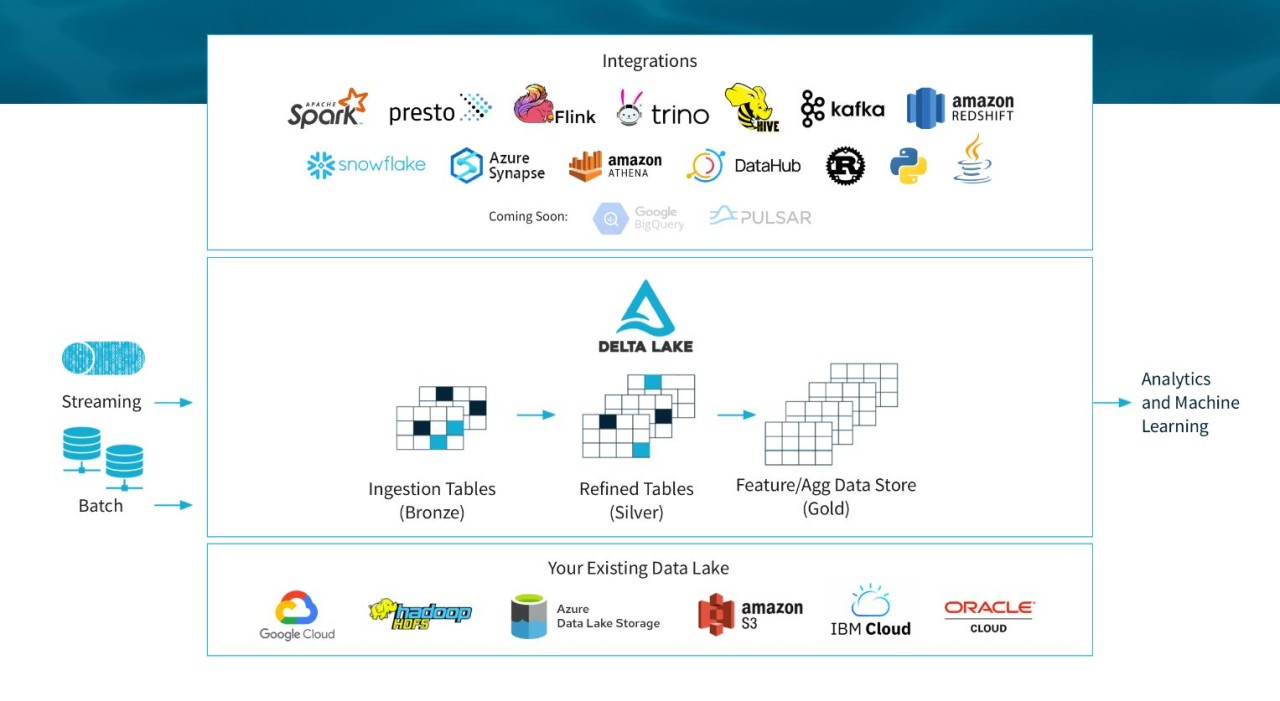 Integrations
APACHE Spark
presto
Flink
trino
HIVE
kafka
amazon
REDSHIFT
snowflake
Azure
Synapse
amazon
ATHENA
DataHub
R
Coming Soon:
Google
BigQuery
PULSAR
DELTA LAKE
Streaming
Batch
Ingestion Tables
(Bronze)
Refined Tables
(Silver)
Feature/Agg Data Store
(Gold)
Analytics
and Machine
Learning
Your Existing Data Lake
Google Cloud
hadoop
HDFS
Azure
Data Lake Storage
amazon
S3
IBM Cloud
ORACLE
CLOUD